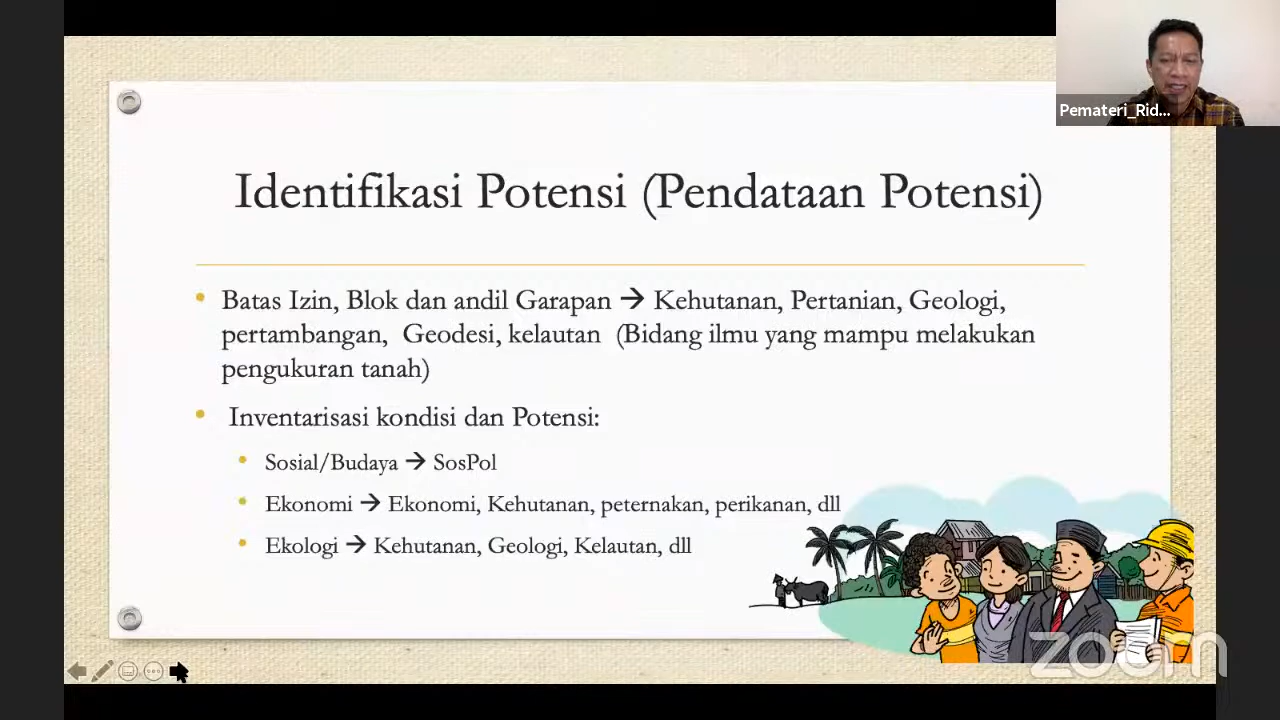 Pemateri_Rid...
Identifikasi Potensi (Pendataan Potensi)
• Batas Izin, Blok dan andil Garapan → Kehutanan, Pertanian, Geologi,
pertambangan, Geodesi, kelautan (Bidang ilmu yang mampu melakukan
pengukuran tanah)
• Inventarisasi kondisi dan Potensi:
• Sosial/Budaya → SosPol
• Ekonomi → Ekonomi, Kehutanan, peternakan, perikanan, dll
• Ekologi → Kehutanan, Geologi, Kelautan, dll
zoom